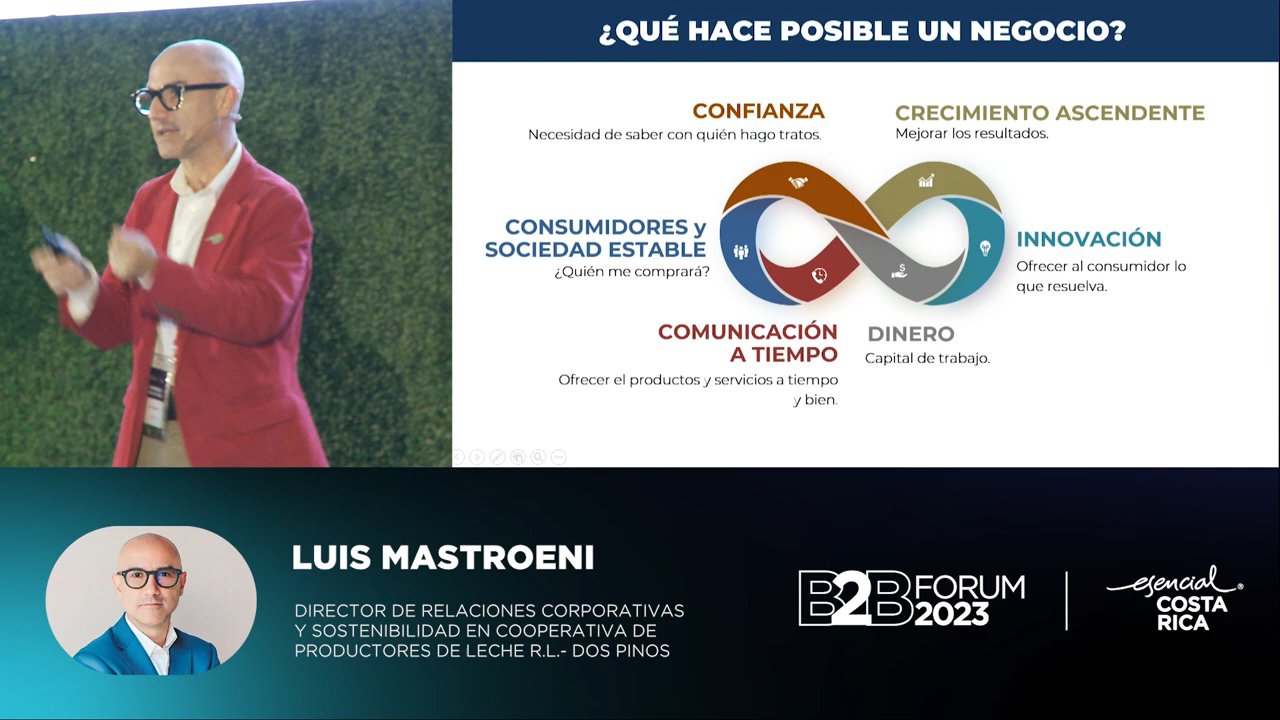 ¿QUÉ HACE POSIBLE UN NEGOCIO?
CONFIANZA
Necesidad de saber con quién hago tratos.
CRECIMIENTO ASCENDENTE
Mejorar los resultados.
CONSUMIDORES y
SOCIEDAD ESTABLE
¿Quién me comprará?
INNOVACIÓN
Ofrecer al consumidor lo
que resuelva.
COMUNICACIÓN
A TIEMPO
Ofrecer el productos y servicios a tiempo
y bien.
DINERO
Capital de trabajo.
$
LUIS MASTROENI
DIRECTOR DE RELACIONES CORPORATIVAS
Y SOSTENIBILIDAD EN COOPERATIVA DE
PRODUCTORES DE LECHE R.L.- DOS PINOS
B2B FORUM
2023
esencial
COSTA
RICA